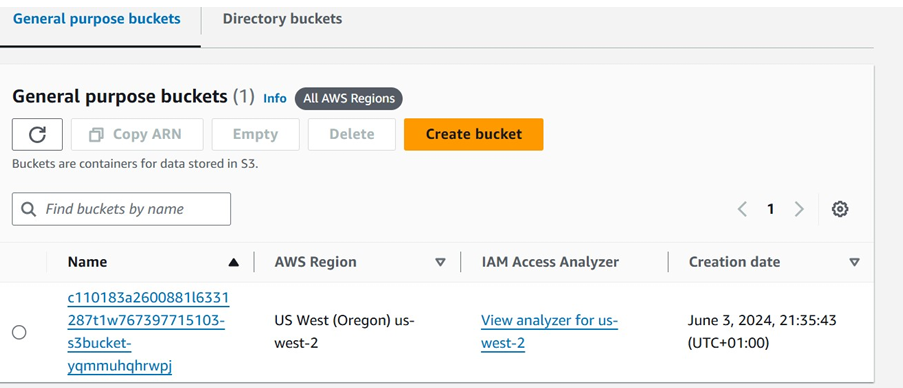 General purpose buckets
Directory buckets
General purpose buckets (1) Info All AWS Regions
Copy ARN Empty Delete Create bucket
Buckets are containers for data stored in S3.
Find buckets by name
1
Name AWS Region IAM Access Analyzer Creation date
c110183a2600881l6331
287t1w767397715103-
s3bucket-
yqmmuhqhrwpj
US West (Oregon) us-
west-2
View analyzer for us-
west-2
June 3, 2024, 21:35:43
(UTC+01:00)